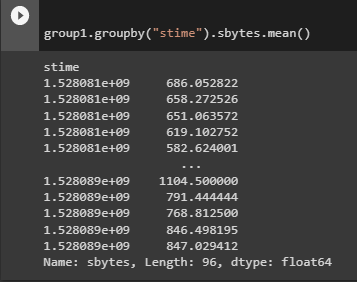 group1.groupby("stime").sbytes.mean()
stime
1.528081e+09 686.052822
1.528081e+09 658.272526
1.528081e+09 651.063572
1.528081e+09 619.102752
1.528081e+09 582.624001
...
1.528089e+09 1104.500000
1.528089e+09 791.444444
1.528089e+09 768.812500
1.528089e+09 846.498195
1.528089e+09 847.029412
Name: sbytes, Length: 96, dtype: float64